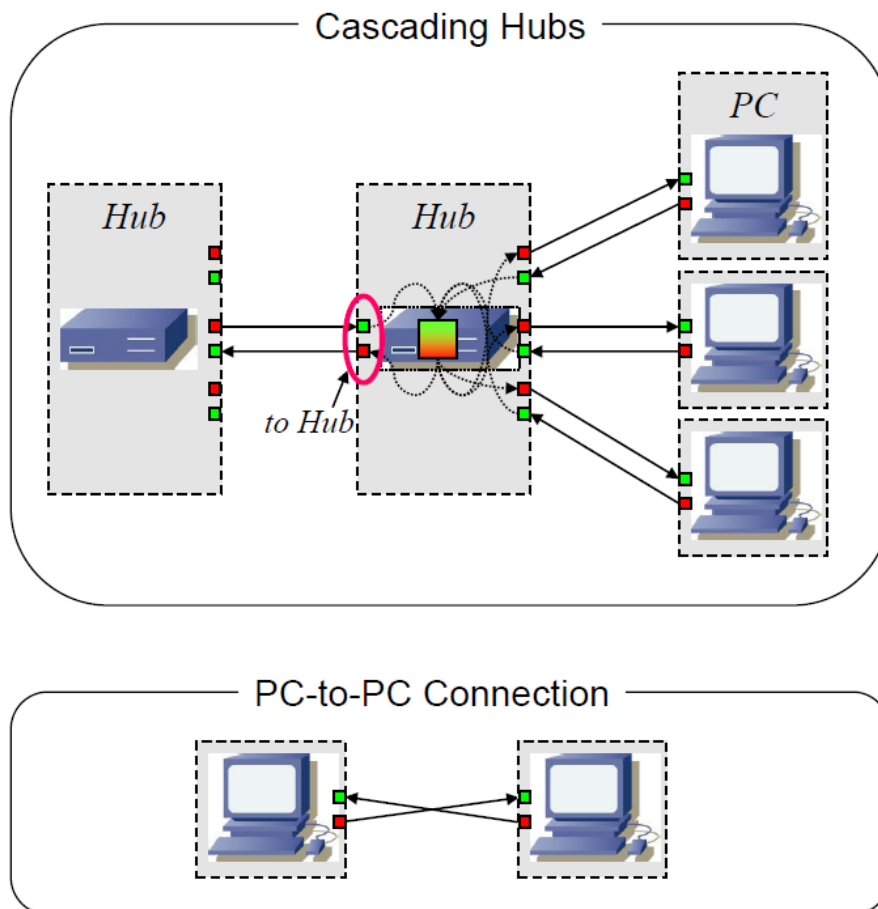 Cascading Hubs
PC
Hub
Hub
to Hub
PC-to-PC Connection